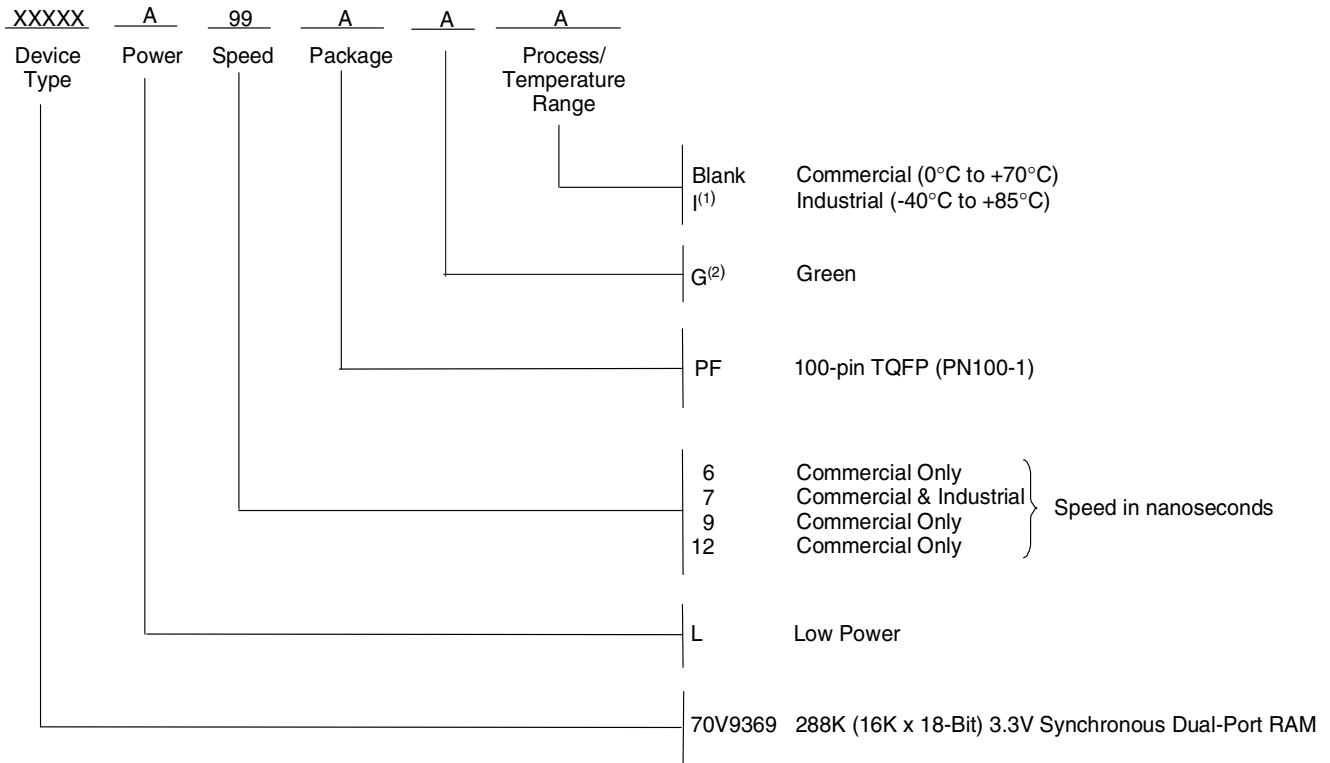 XXXXX A 99 A A A
Device Type Power Speed Package Process/ Temperature Range
Blank Commercial (0°C to +70°C)
I(1) Industrial (-40°C to +85°C)
G(2) Green
PF 100-pin TQFP (PN100-1)
6 Commercial Only
7 Commercial & Industrial
9 Commercial Only
12 Commercial Only
Speed in nanoseconds
L Low Power
70V9369 288K (16K x 18-Bit) 3.3V Synchronous Dual-Port RAM